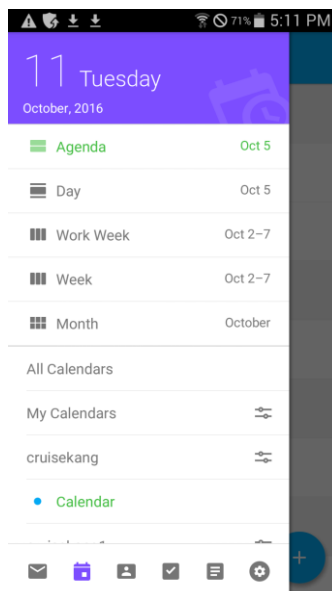 71% 5:11 PM
11 Tuesday
October, 2016
Agenda Oct 5
Day Oct 5
Work Week Oct 2–7
Week Oct 2–7
Month October
All Calendars
My Calendars
cruisekang
Calendar